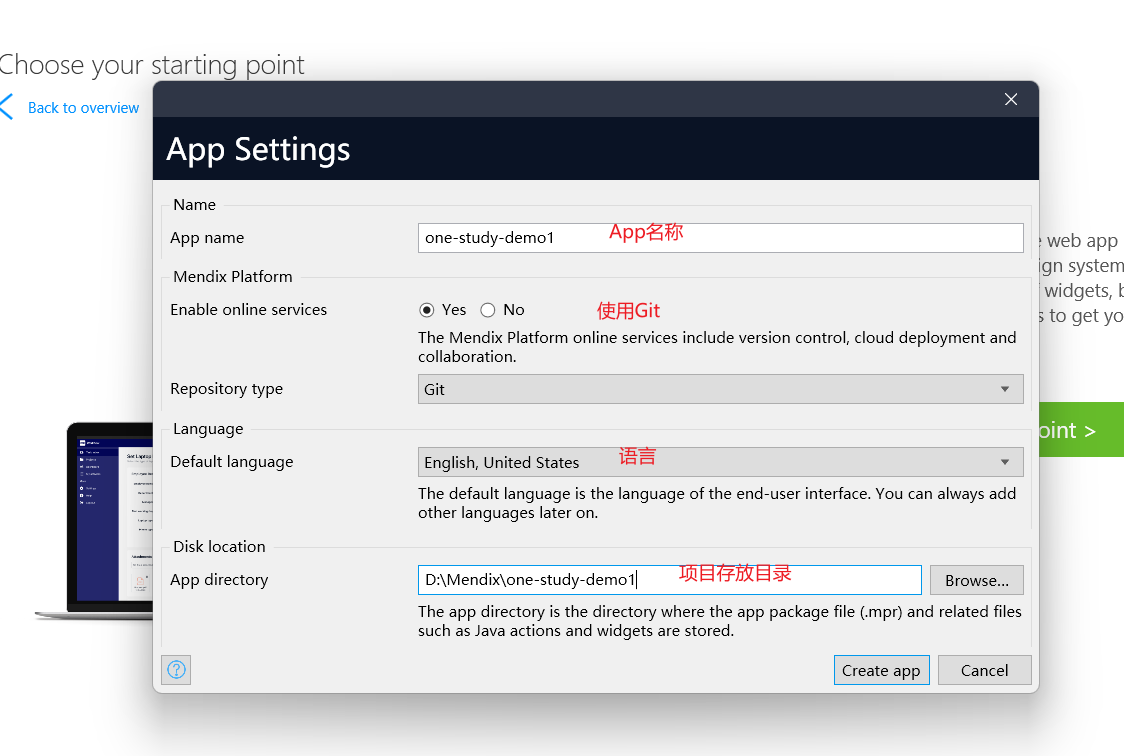 Choose your starting point
Back to overview
App Settings
Name
App name
one-study-demo1
App名称
Mendix Platform
Enable online services
Yes
No
使用Git
The Mendix Platform online services include version control, cloud deployment and
collaboration.
Repository type
Git
Language
Default language
English, United States
语言
The default language is the language of the end-user interface. You can always add
other languages later on.
Disk location
App directory
D:\Mendix\one-study-demo1
项目存放目录
Browse...
The app directory is the directory where the app package file (.mpr) and related files
such as Java actions and widgets are stored.
Create app
Cancel
web app
ign system
widgets, b
s to get yo
oint >